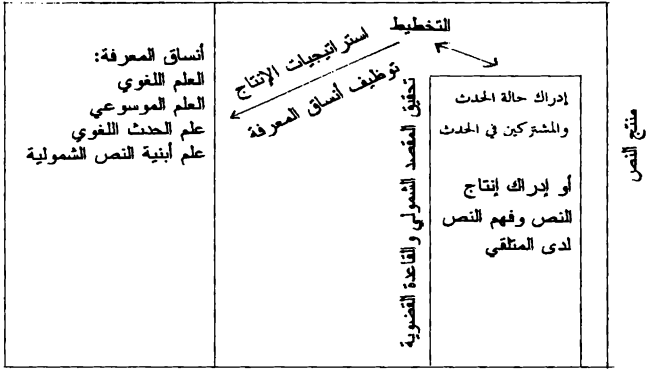 منتج النص
إدراك حالة الحدث
والمشتركين في الحدث
أو إدراك إنتاج
النص وفهم النص
لدى المتلقي
التخطيط
تحقيق المقصد الشمولي والقاعدة القضوية
استراتيجيات الإنتاج
توظيف أنساق المعرفة
أنساق المعرفة:
العلم اللغوي
العلم الموسوعي
علم الحدث اللغوي
علم أبنية النص الشمولية